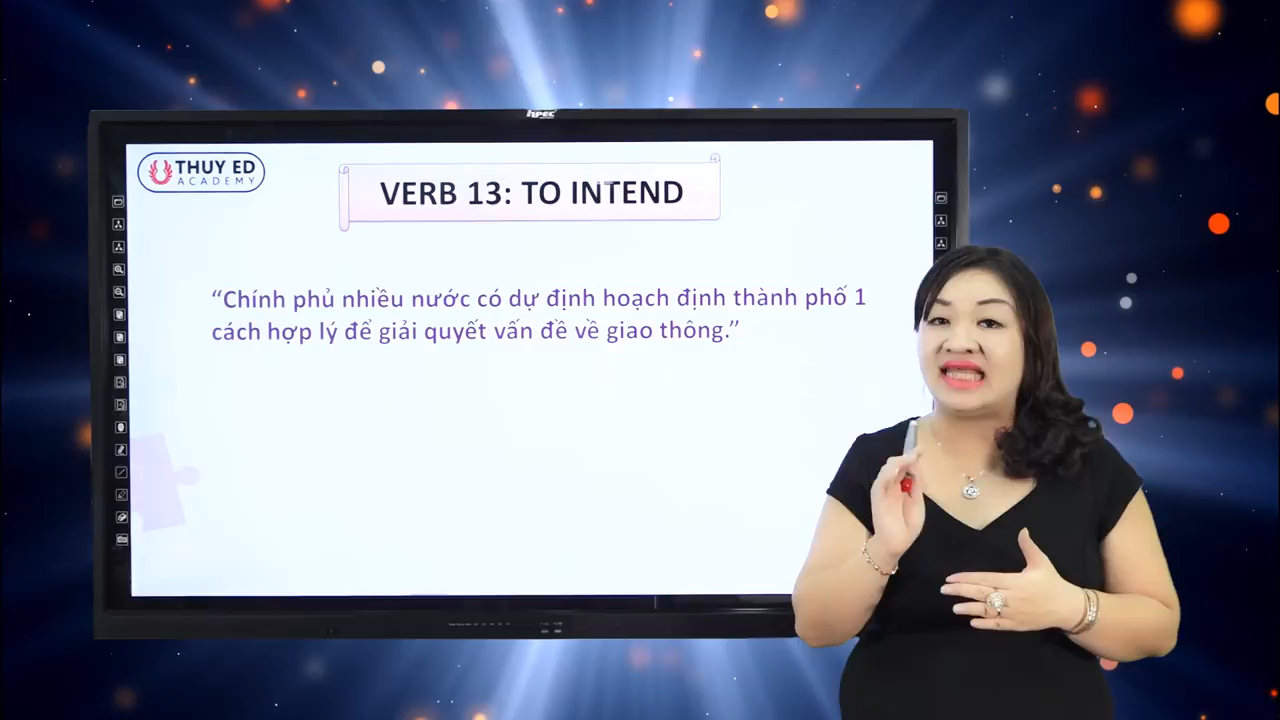 HPEC
THUY ED
ACADEMY
VERB 13: TO INTEND
“Chính phủ nhiều nước có dự định hoạch định thành phố 1
cách hợp lý để giải quyết vấn đề về giao thông.”